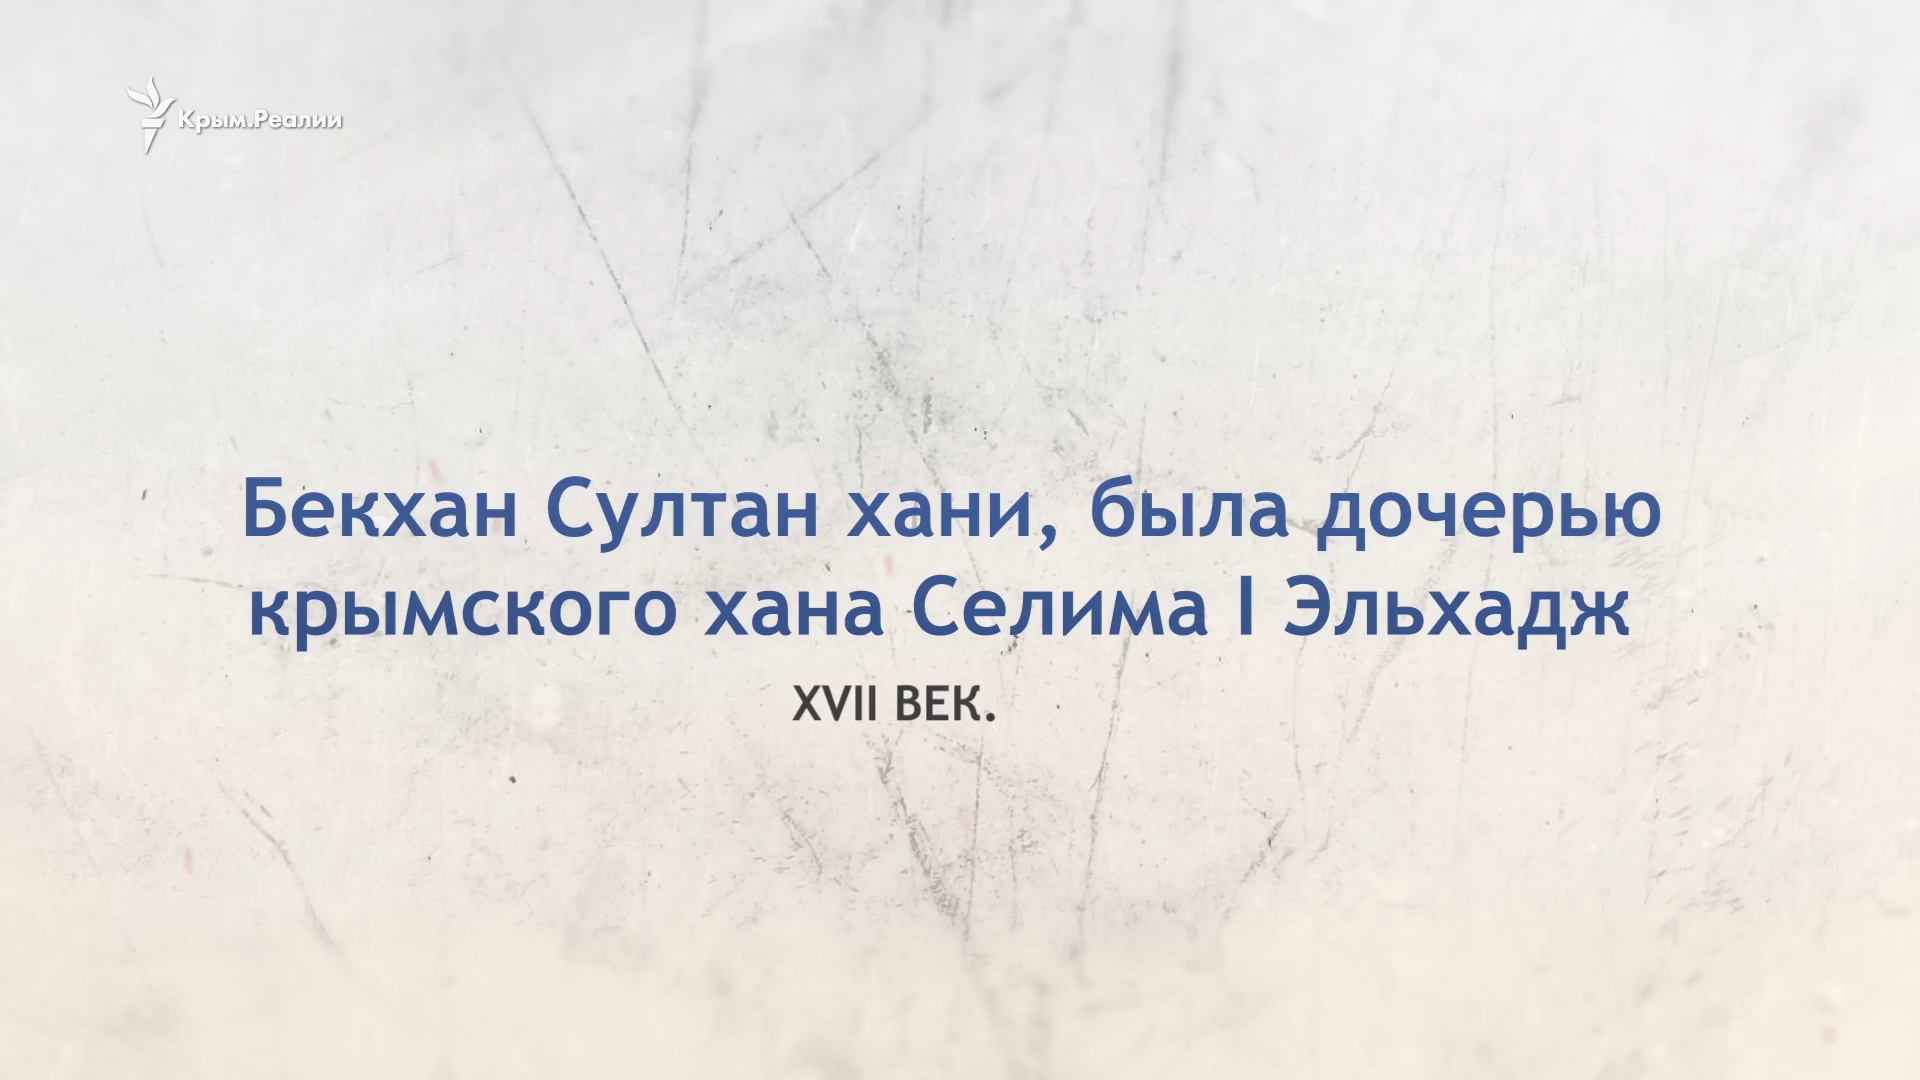 Крым.Реалии
Бекхан Султан хани, была дочерью
крымского хана Селима I Эльхадж
XVII ВЕК.